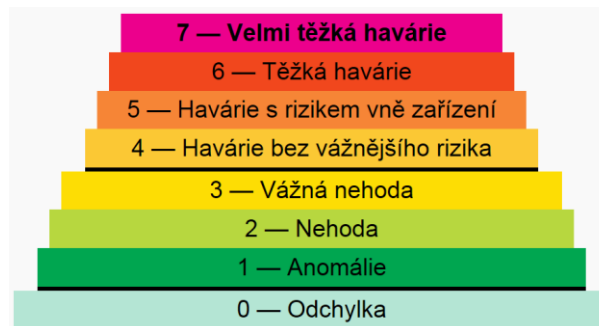 7 — Velmi těžká havárie
6 — Těžká havárie
5 — Havárie s rizikem vně zařízení
4 — Havárie bez vážnějšího rizika
3 — Vážná nehoda
2 — Nehoda
1 — Anomálie
0 — Odchylka